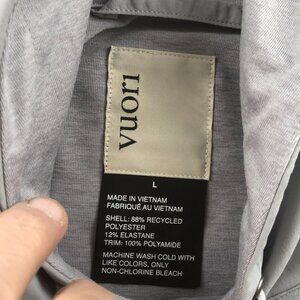 vuori
L
MADE IN VIETNAM
FABRIQUÉ AU VIETNAM
SHELL: 88% RECYCLED
POLYESTER
12% ELASTANE
TRIM: 100% POLYAMIDE
MACHINE WASH COLD WITH
LIKE COLORS, ONLY
NON-CHLORINE BLEACH